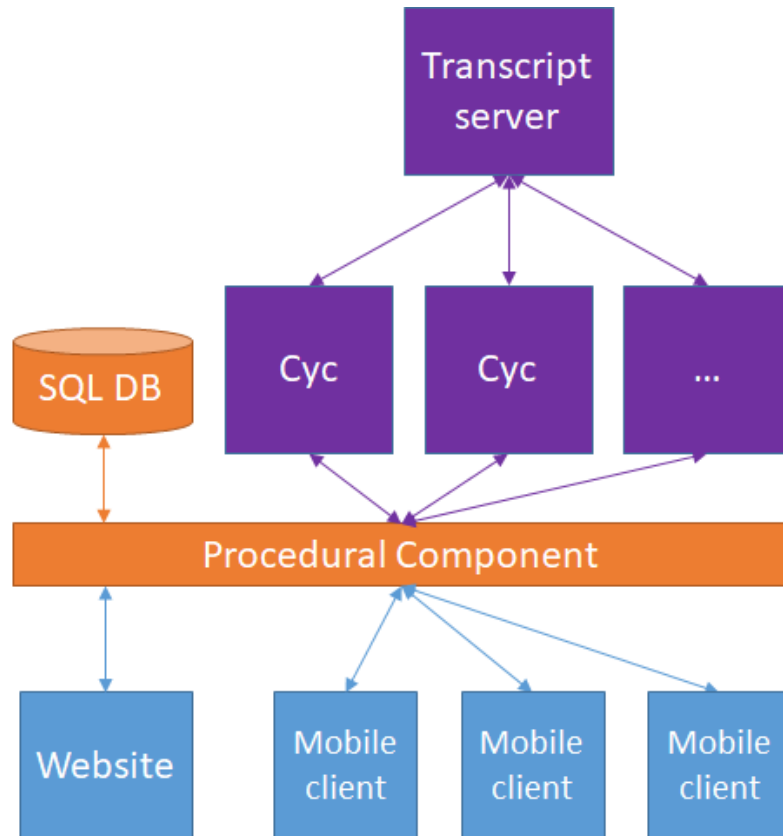 Transcript
server
Cyc
Cyc
...
SQL DB
Procedural Component
Website
Mobile
client
Mobile
client
Mobile
client